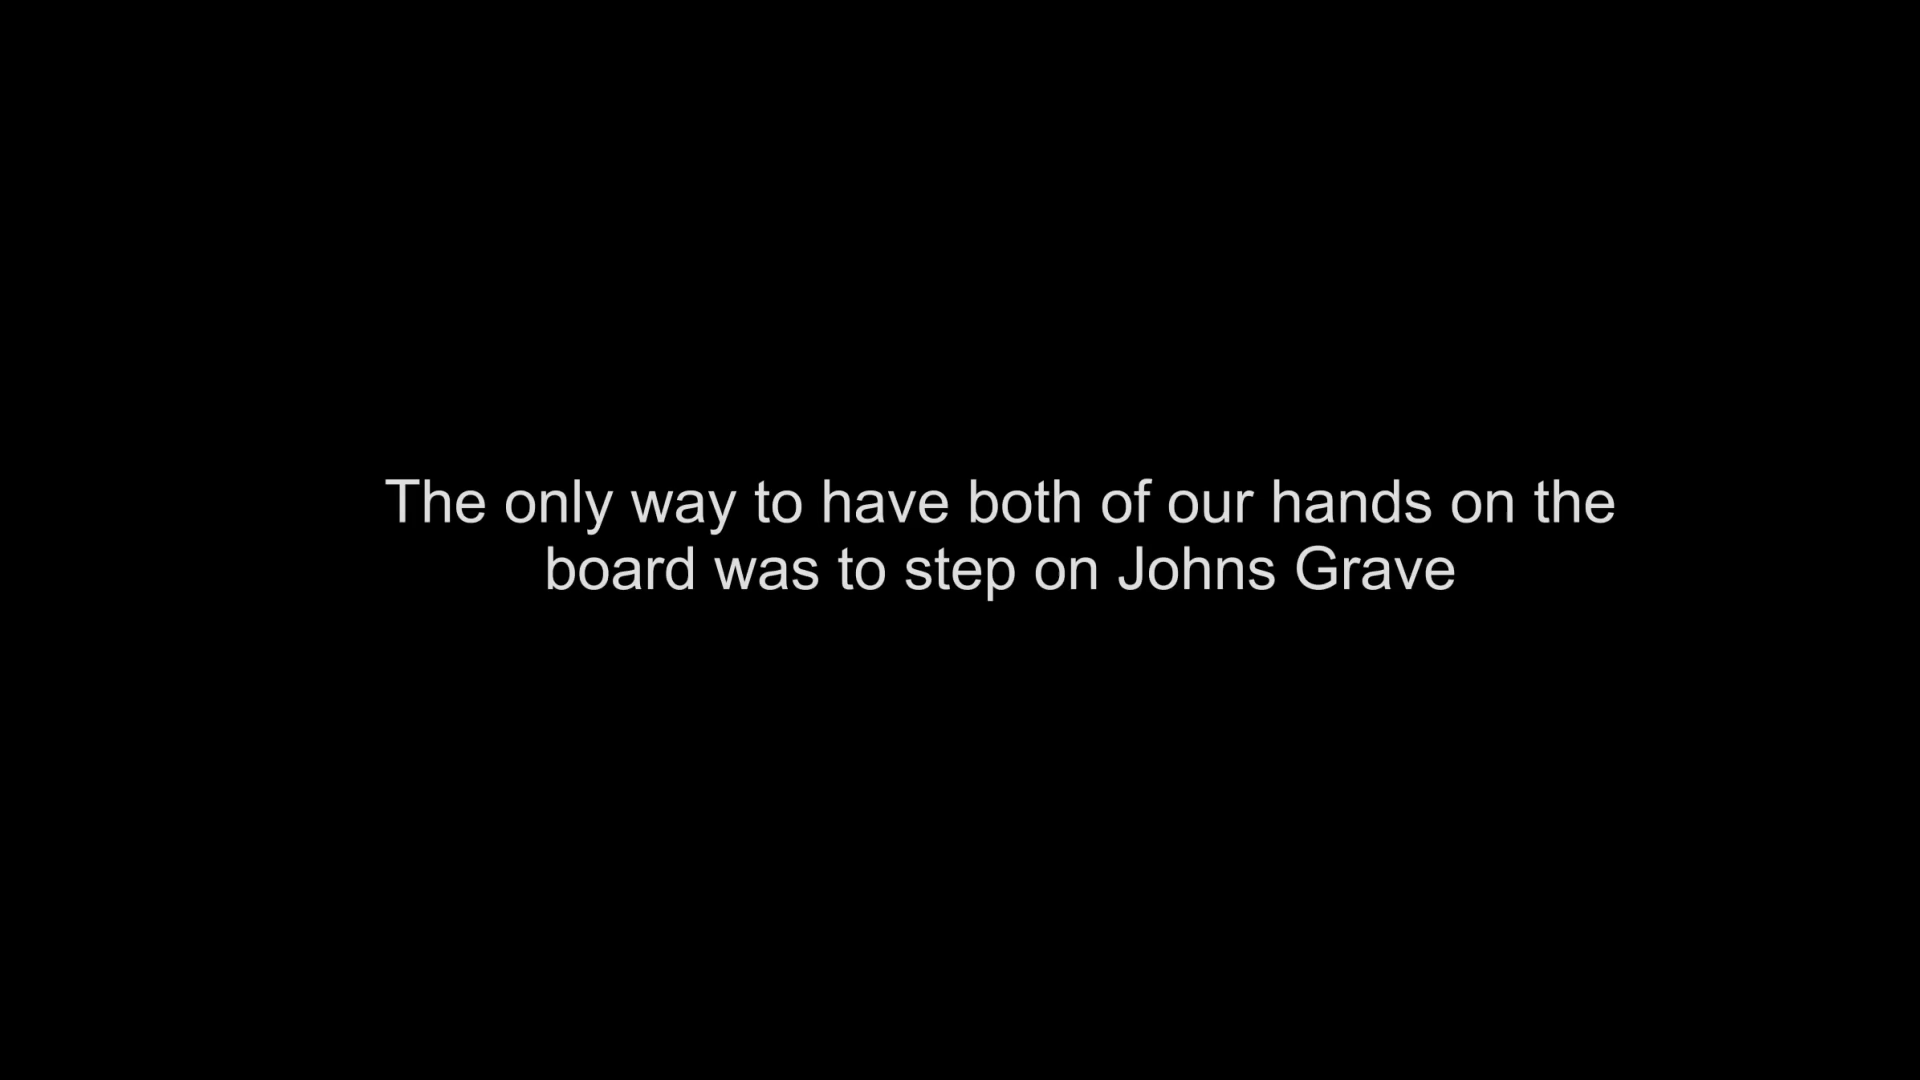 The only way to have both of our hands on the
board was to step on Johns Grave